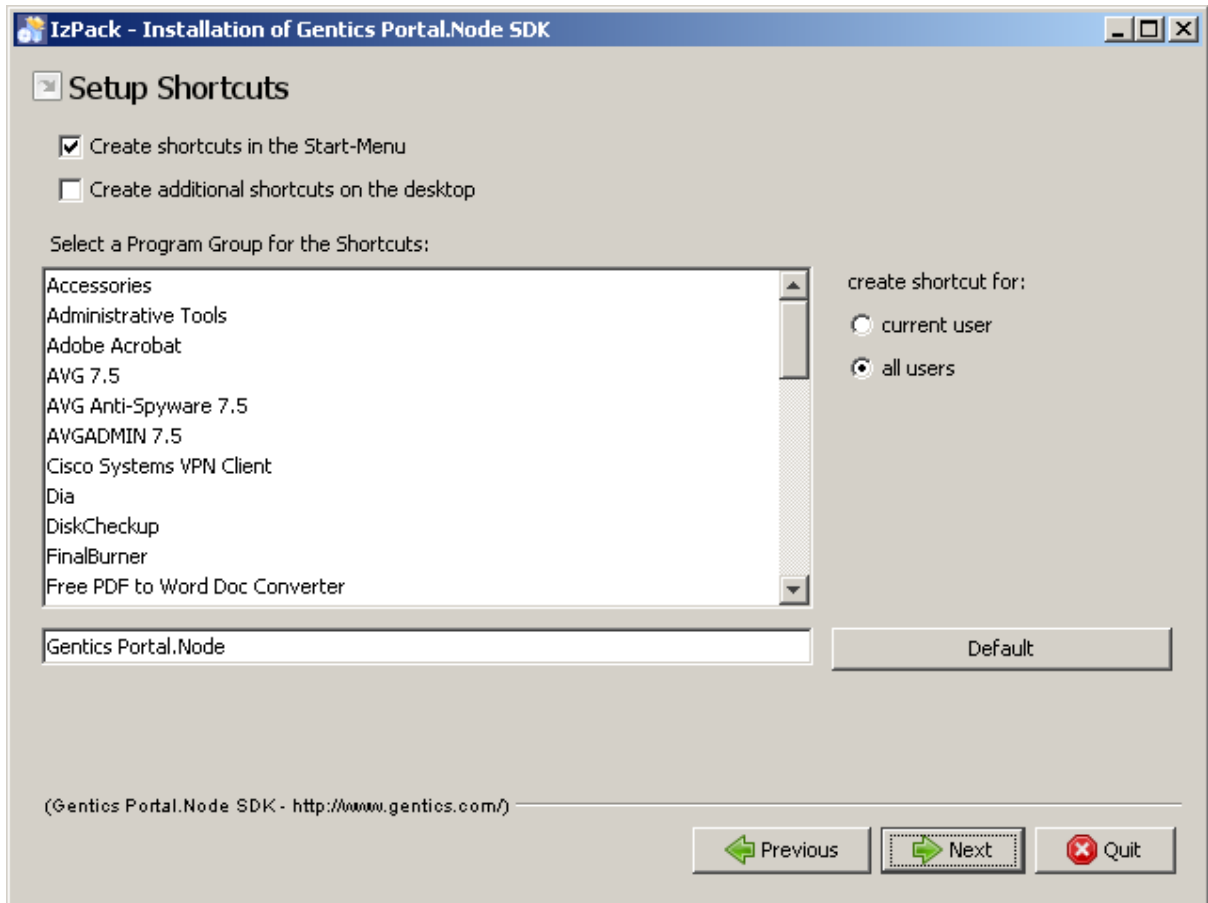 IzPack - Installation of Gentics Portal.Node SDK
Setup Shortcuts
Create shortcuts in the Start-Menu
Create additional shortcuts on the desktop
Select a Program Group for the Shortcuts:
Accessories
Administrative Tools
Adobe Acrobat
AVG 7.5
AVG Anti-Spyware 7.5
AVGADMIN 7.5
Cisco Systems VPN Client
Dia
DiskCheckup
FinalBurner
Free PDF to Word Doc Converter
create shortcut for:
current user
all users
Gentics Portal.Node
Default
(Gentics Portal.Node SDK - http://www.gentics.com/)
Previous
Next
Quit